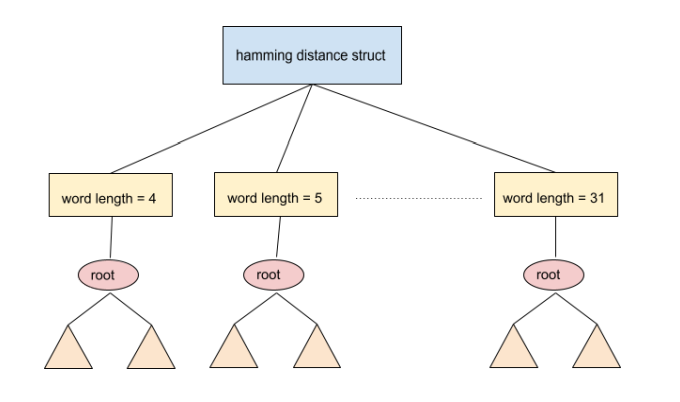 hamming distance struct
word length = 4
word length = 5
word length = 31
root
root
root